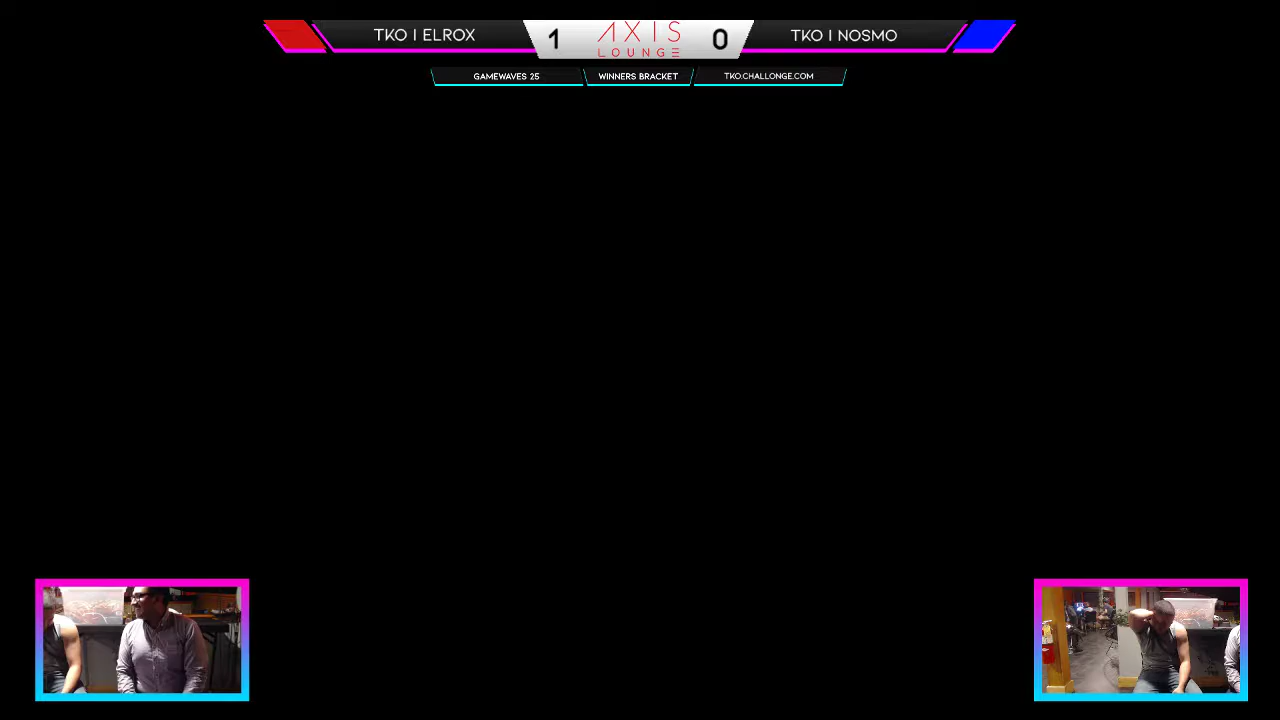 TKO | ELROX
1
AXIS
LOUNGE
0
TKO | NOSMO
GAMEWAVES 25
WINNERS BRACKET
TKO.CHALLONGE.COM